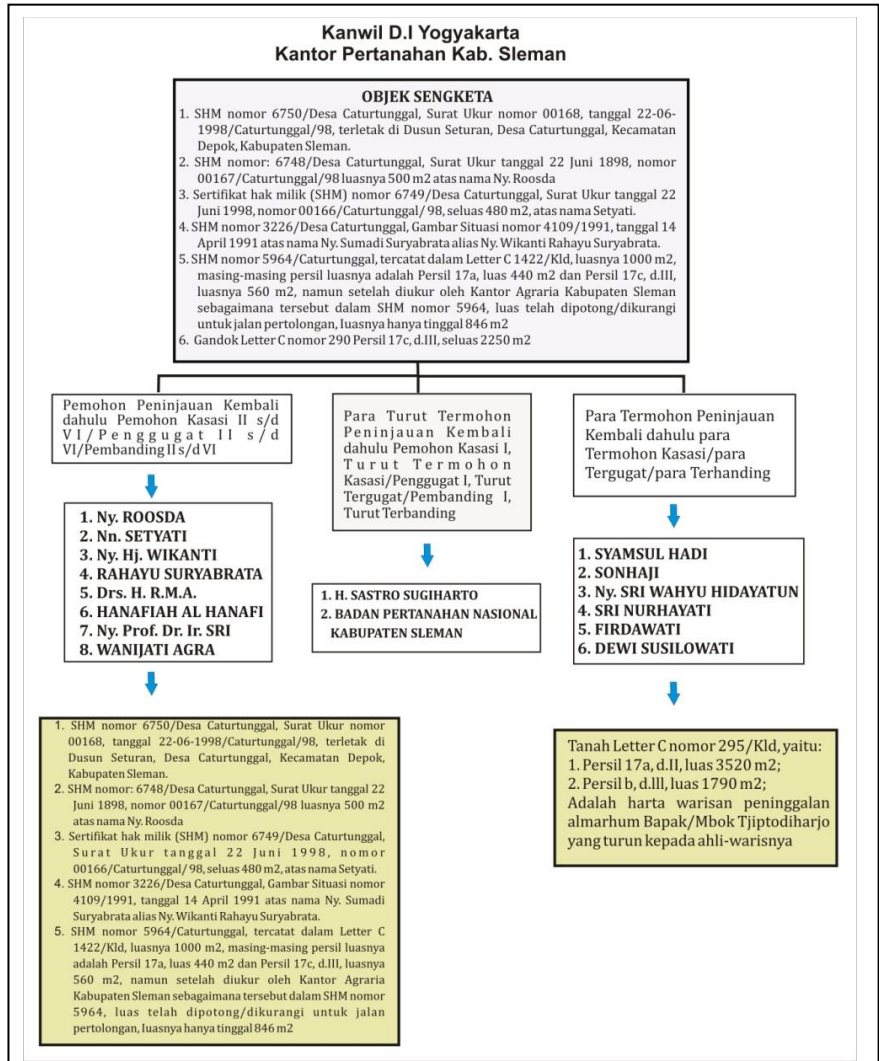 Kanwil D.I Yogyakarta
Kantor Pertanahan Kab. Sleman
OBJEK SENGKETA
1. SHM nomor 6750/Desa Caturtunggal, Surat Ukur nomor 00168, tanggal 22-06-
1998/Caturtunggal/98, terletak di Dusun Seturan, Desa Caturtunggal, Kecamatan
Depok, Kabupaten Sleman.
2. SHM nomor: 6748/Desa Caturtunggal, Surat Ukur tanggal 22 Juni 1898, nomor
00167/Caturtunggal/98 luasnya 500 m2 atas nama Ny. Roosda
3. Sertifikat hak milik (SHM) nomor 6749/Desa Caturtunggal, Surat Ukur tanggal 22
Juni 1998, nomor 00166/Caturtunggal/ 98, seluas 480 m2, atas nama Setyati.
4. SHM nomor 3226/Desa Caturtunggal, Gambar Situasi nomor 4109/1991, tanggal 14
April 1991 atas nama Ny. Sumadi Suryabrata alias Ny. Wikanti Rahayu Suryabrata.
5. SHM nomor 5964/Caturtunggal, tercatat dalam Letter C 1422/Kld, luasnya 1000 m2,
masing-masing persil luasnya adalah Persil 17a, luas 440 m2 dan Persil 17c, d.III,
luasnya 560 m2, namun setelah diukur oleh Kantor Agraria Kabupaten Sleman
sebagaimana tersebut dalam SHM nomor 5964, luas telah dipotong/dikurangi
untuk jalan pertolongan, luasnya hanya tinggal 846 m2
6. Gandok Letter C nomor 290 Persil 17c, d.III, seluas 2250 m2
Pemohon Peninjauan Kembali
dahulu Pemohon Kasasi II s/d
VI/Penggugat II s/d
VI/Pembanding II s/d VI
1. Ny. ROOSDA
2. Nn. SETYATI
3. Ny. Hj. WIKANTI
4. RAHAYU SURYABRATA
5. Drs. H. R.M.A.
6. HANAFIAH AL HANAFI
7. Ny. Prof. Dr. Ir. SRI
8. WANIJATI AGRA
1. SHM nomor 6750/Desa Caturtunggal, Surat Ukur nomor
00168, tanggal 22-06-1998/Caturtunggal/98, terletak di
Dusun Seturan, Desa Caturtunggal, Kecamatan Depok,
Kabupaten Sleman.
2. SHM nomor: 6748/Desa Caturtunggal, Surat Ukur tanggal 22
Juni 1898, nomor 00167/Caturtunggal/98 luasnya 500 m2
atas nama Ny. Roosda
3. Sertifikat hak milik (SHM) nomor 6749/Desa Caturtunggal,
Surat Ukur tanggal 22 Juni 1998, nomor
00166/Caturtunggal/ 98, seluas 480 m2, atas nama Setyati.
4. SHM nomor 3226/Desa Caturtunggal, Gambar Situasi nomor
4109/1991, tanggal 14 April 1991 atas nama Ny. Sumadi
Suryabrata alias Ny. Wikanti Rahayu Suryabrata.
5. SHM nomor 5964/Caturtunggal, tercatat dalam Letter C
1422/Kld, luasnya 1000 m2, masing-masing persil luasnya
adalah Persil 17a, luas 440 m2 dan Persil 17c, d.III, luasnya
560 m2, namun setelah diukur oleh Kantor Agraria
Kabupaten Sleman sebagaimana tersebut dalam SHM nomor
5964, luas telah dipotong/dikurangi untuk jalan
pertolongan, luasnya hanya tinggal 846 m2
Para Turut Termohon
Peninjauan Kembali
dahulu Pemohon Kasasi I,
Turut Termohon
Kasasi/Penggugat I, Turut
Tergugat/Pembanding I,
Turut Terbanding
1. H. SASTRO SUGIHARTO
2. BADAN PERTANAHAN NASIONAL
KABUPATEN SLEMAN
Para Termohon Peninjauan
Kembali dahulu para
Termohon Kasasi/para
Tergugat/para Terhanding
1. SYAMSUL HADI
2. SONHAJI
3. Ny. SRI WAHYU HIDAYATUN
4. SRI NURHAYATI
5. FIRDAWATI
6. DEWI SUSILOWATI
Tanah Letter C nomor 295/Kld, yaitu:
1. Persil 17a, d.II, luas 3520 m2;
2. Persil b, d.lll, luas 1790 m2;
Adalah harta warisan peninggalan
almarhum Bapak/Mbok Tjiptodiharjo
yang turun kepada ahli-warisnya